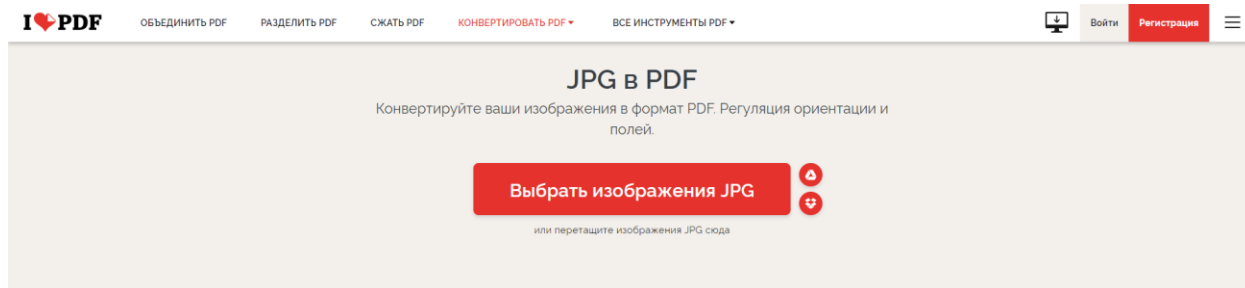 I PDF
ОБЪЕДИНИТЬ PDF
РАЗДЕЛИТЬ PDF
СЖАТЬ PDF
КОНВЕРТИРОВАТЬ PDF
ВСЕ ИНСТРУМЕНТЫ PDF
Войти
Регистрация
JPG в PDF
Конвертируйте ваши изображения в формат PDF. Регуляция ориентации и
полей.
Выбрать изображения JPG
или перетащите изображения JPG сюда